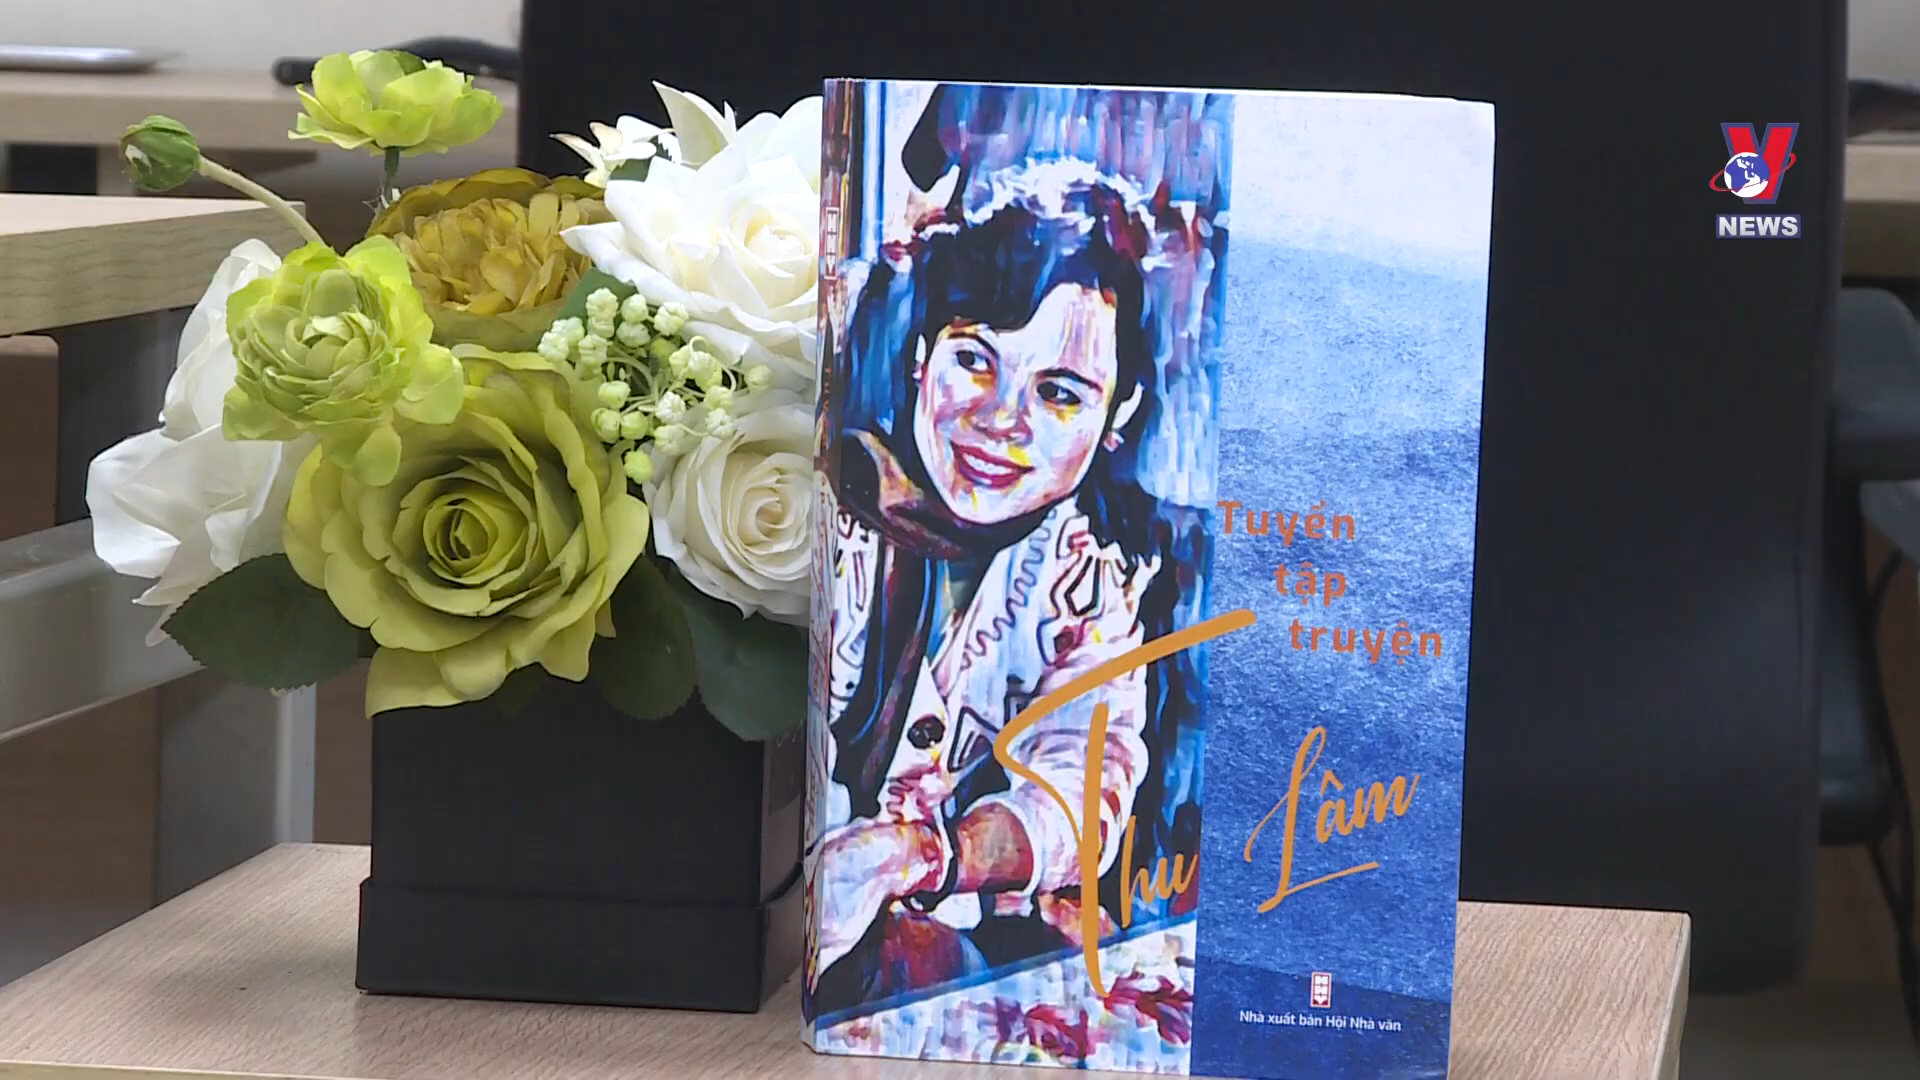 NEWS
Tuyển
tập
truyện
Thu Lâm
Nhà xuất bản Hội Nhà văn